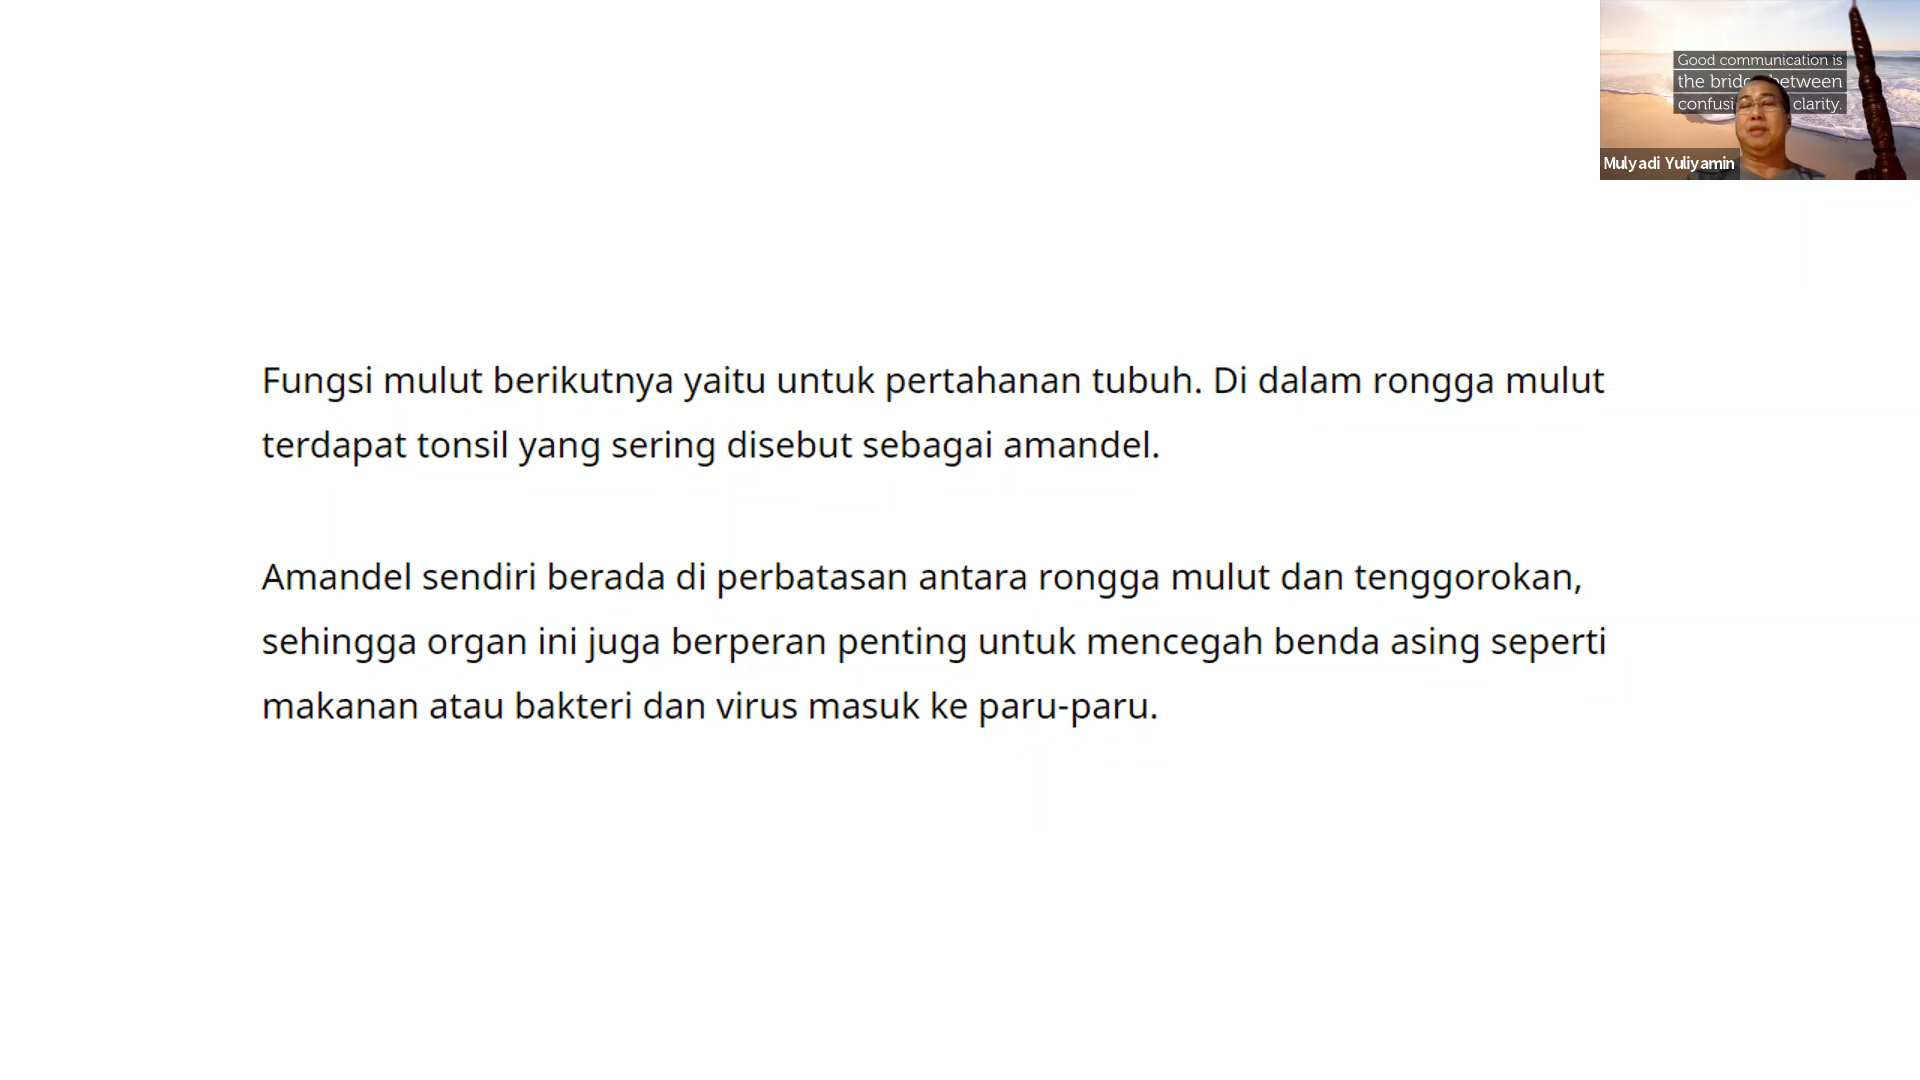 Good communication is
the between
clarity.
Mulyadi Yuliyamin
Fungsi mulut berikutnya yaitu untuk pertahanan tubuh. Di dalam rongga mulut
terdapat tonsil yang sering disebut sebagai amandel.
Amandel sendiri berada di perbatasan antara rongga mulut dan tenggorokan,
sehingga organ ini juga berperan penting untuk mencegah benda asing seperti
makanan atau bakteri dan virus masuk ke paru-paru.